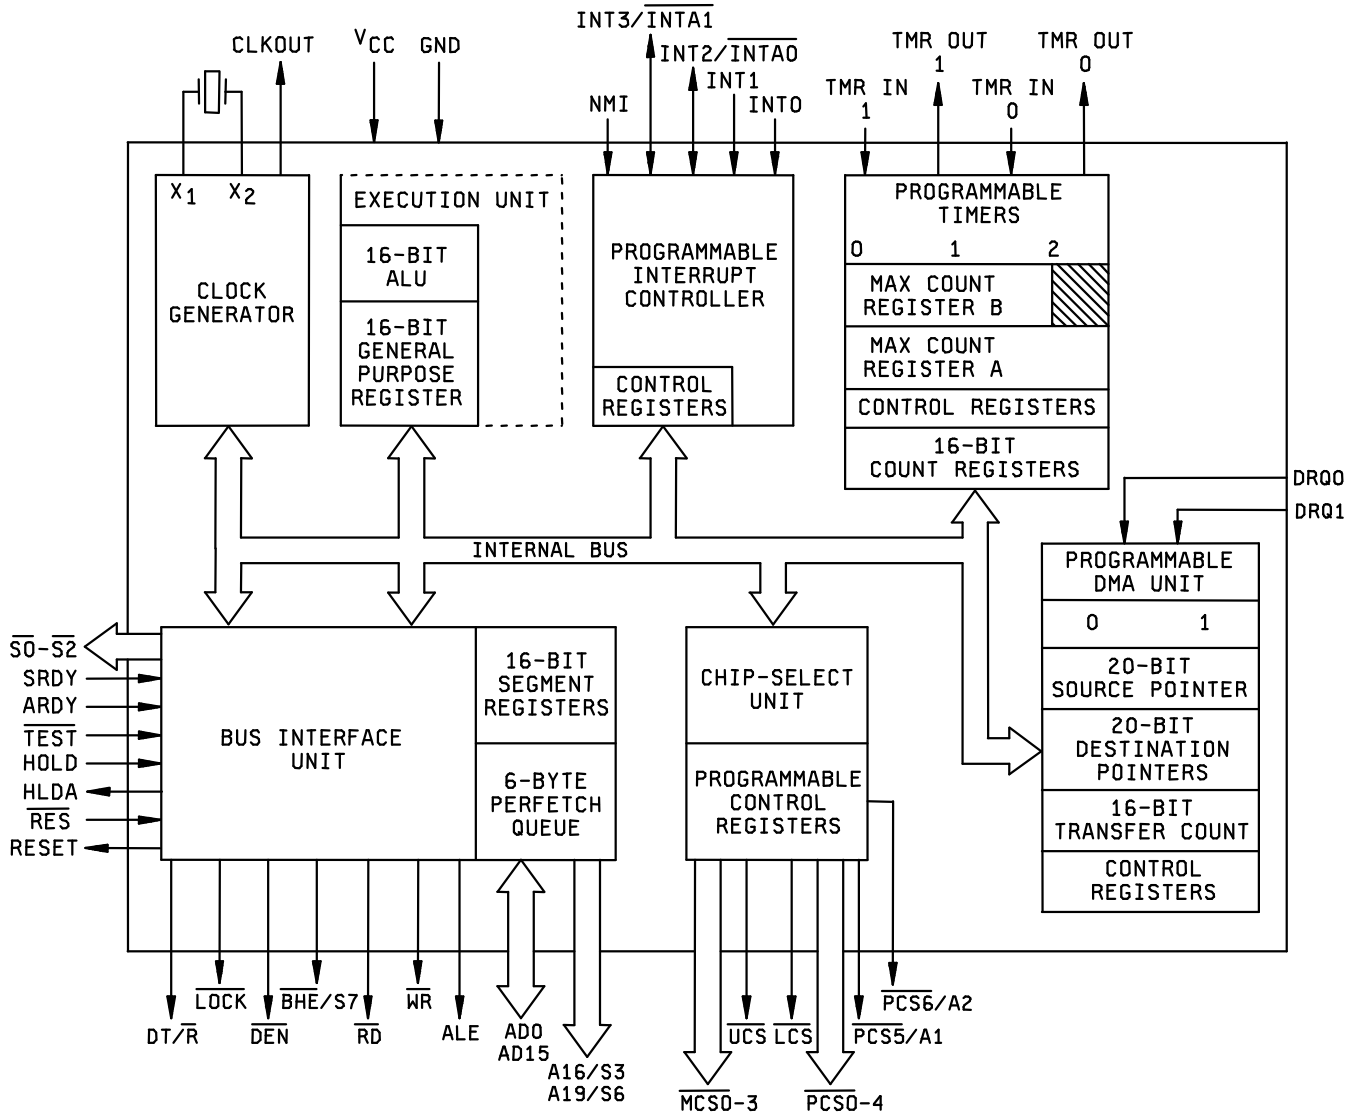 INT3/INTA1
CLKOUT
VCC
GND
INT2/INTA0
INT1
NMI
INT0
TMR OUT
1
TMR OUT
0
TMR IN
1
TMR IN
0
X1
X2
CLOCK
GENERATOR
EXECUTION UNIT
16-BIT
ALU
16-BIT
GENERAL
PURPOSE
REGISTER
PROGRAMMABLE
INTERRUPT
CONTROLLER
CONTROL
REGISTERS
PROGRAMMABLE
TIMERS
0 1 2
MAX COUNT
REGISTER B
MAX COUNT
REGISTER A
CONTROL REGISTERS
16-BIT
COUNT REGISTERS
DRQ0
DRQ1
INTERNAL BUS
PROGRAMMABLE
DMA UNIT
0 1
20-BIT
SOURCE POINTER
20-BIT
DESTINATION
POINTERS
16-BIT
TRANSFER COUNT
CONTROL
REGISTERS
S0-S2
SRDY
ARDY
TEST
HOLD
HLDA
RES
RESET
BUS INTERFACE
UNIT
16-BIT
SEGMENT
REGISTERS
6-BYTE
PERFETCH
QUEUE
CHIP-SELECT
UNIT
PROGRAMMABLE
CONTROL
REGISTERS
DT/R
LOCK
DEN
BHE/S7
RD
WR
ALE
AD0
AD15
A16/S3
A19/S6
MCS0-3
UCS
LCS
PCS0-4
PCS5/A1
PCS6/A2